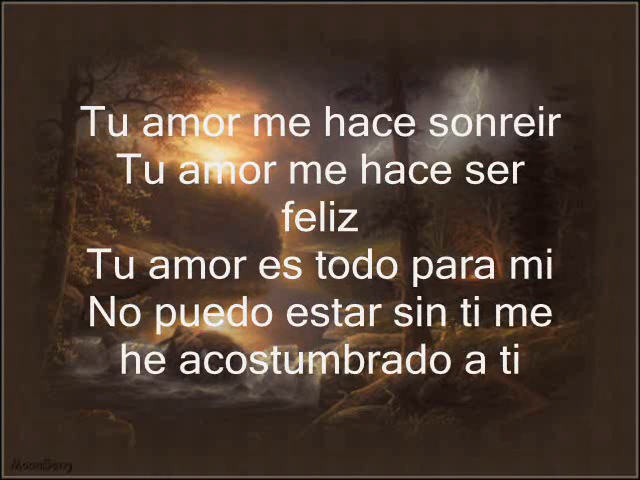 Tu amor me hace sonreir
Tu amor me hace ser
feliz
Tu amor es todo para mi
No puedo estar sin ti me
he acostumbrado a ti